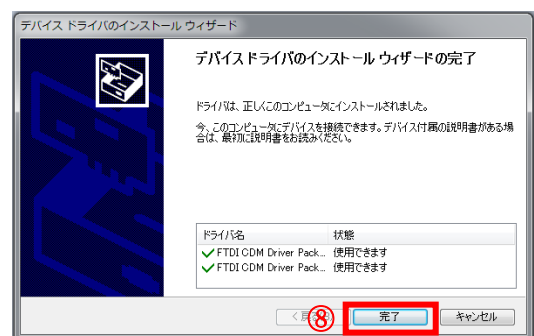 デバイス ドライバのインストール ウィザード
デバイス ドライバのインストール ウィザードの完了
ドライバは、正しくこのコンピュータにインストールされました。
今、このコンピュータにデバイスを接続できます。デバイス付属の説明書がある場
合は、最初に説明書をお読みください。
ドライバ名 状態
FTDI CDM Driver Pack... 使用できます
FTDI CDM Driver Pack... 使用できます
⑧ 完了 キャンセル